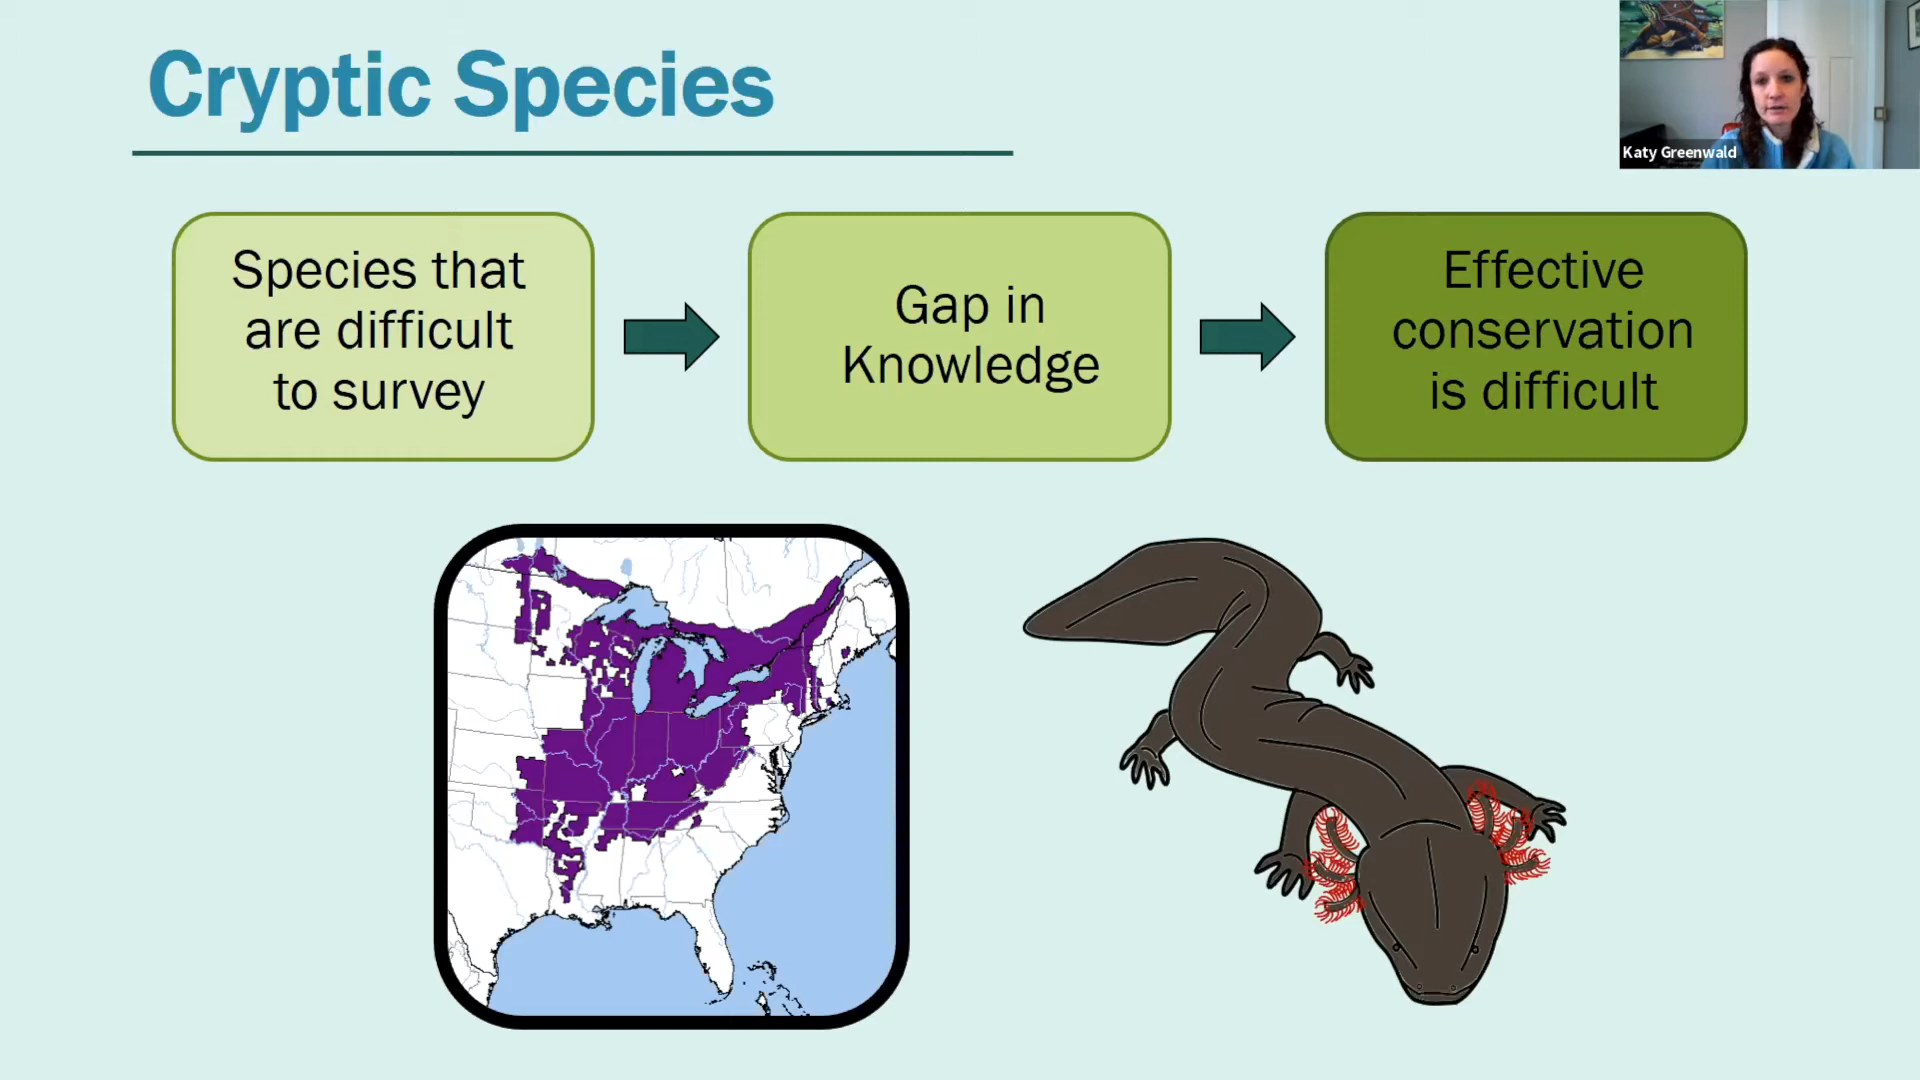 Cryptic Species
Katy Greenwald
Species that
are difficult
to survey
Gap in
Knowledge
Effective
conservation
is difficult